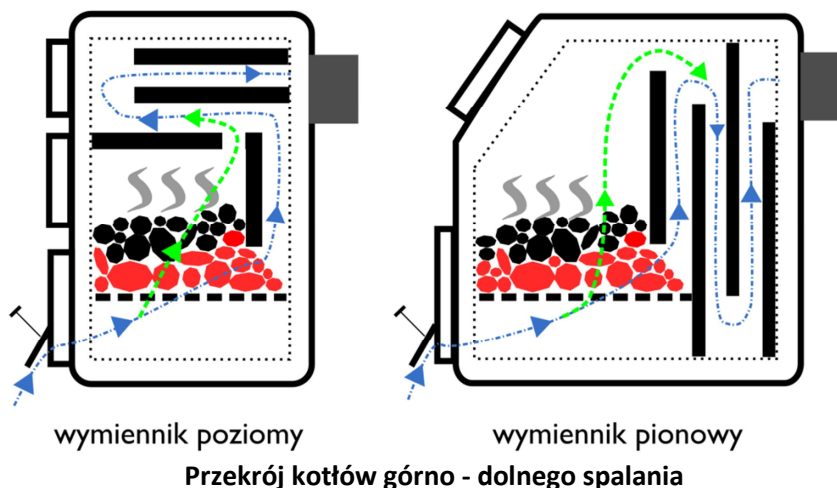 wymiennik poziomy
wymiennik pionowy
Przekrój kotłów górno - dolnego spalania